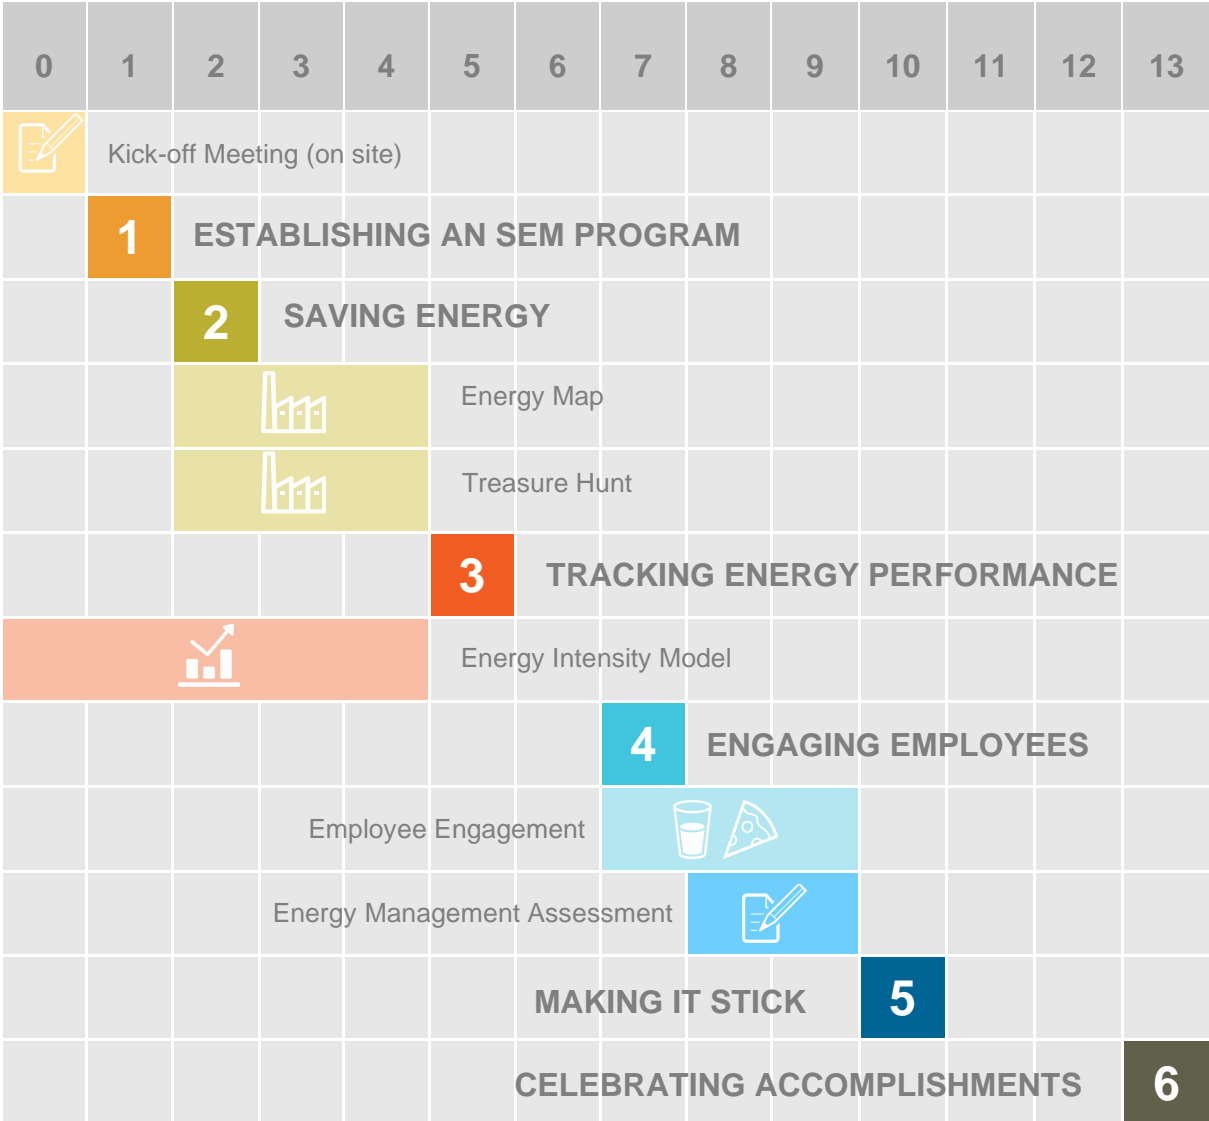 0 1 2 3 4 5 6 7 8 9 10 11 12 13
Kick-off Meeting (on site)
1 ESTABLISHING AN SEM PROGRAM
2 SAVING ENERGY
Energy Map
Treasure Hunt
3 TRACKING ENERGY PERFORMANCE
Energy Intensity Model
4 ENGAGING EMPLOYEES
Employee Engagement
Energy Management Assessment
MAKING IT STICK 5
CELEBRATING ACCOMPLISHMENTS 6